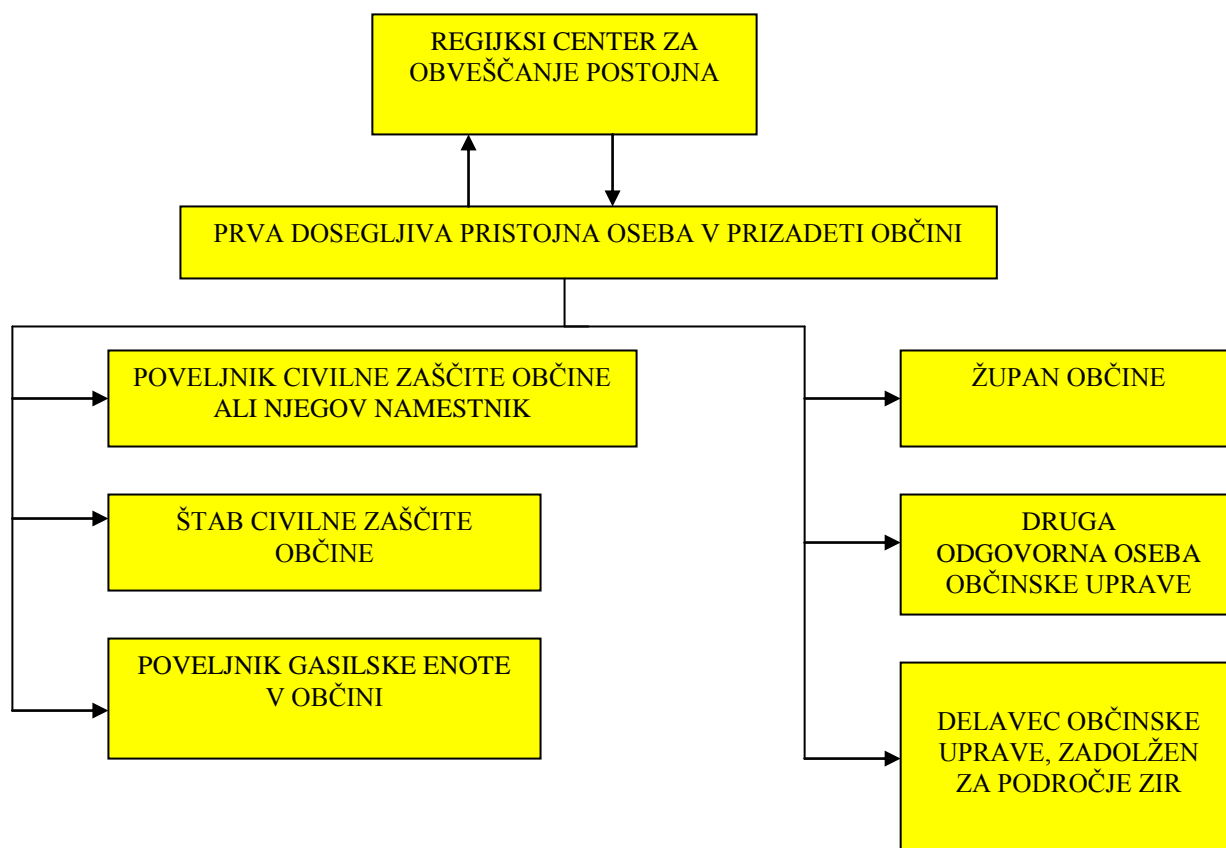 REGIJKSI CENTER ZA
OBVEŠČANJE POSTOJNA
PRVA DOSEGLJIVA PRISTOJNA OSEBA V PRIZADETI OBČINI
POVELJNIK CIVILNE ZAŠČITE OBČINE
ALI NJEGOV NAMESTNIK
ŠTAB CIVILNE ZAŠČITE
OBČINE
POVELJNIK GASILSKE ENOTE
V OBČINI
ŽUPAN OBČINE
DRUGA
ODGOVORNA OSEBA
OBČINSKE UPRAVE
DELAVEC OBČINSKE
UPRAVE, ZADOLŽEN
ZA PODROČJE ZIR